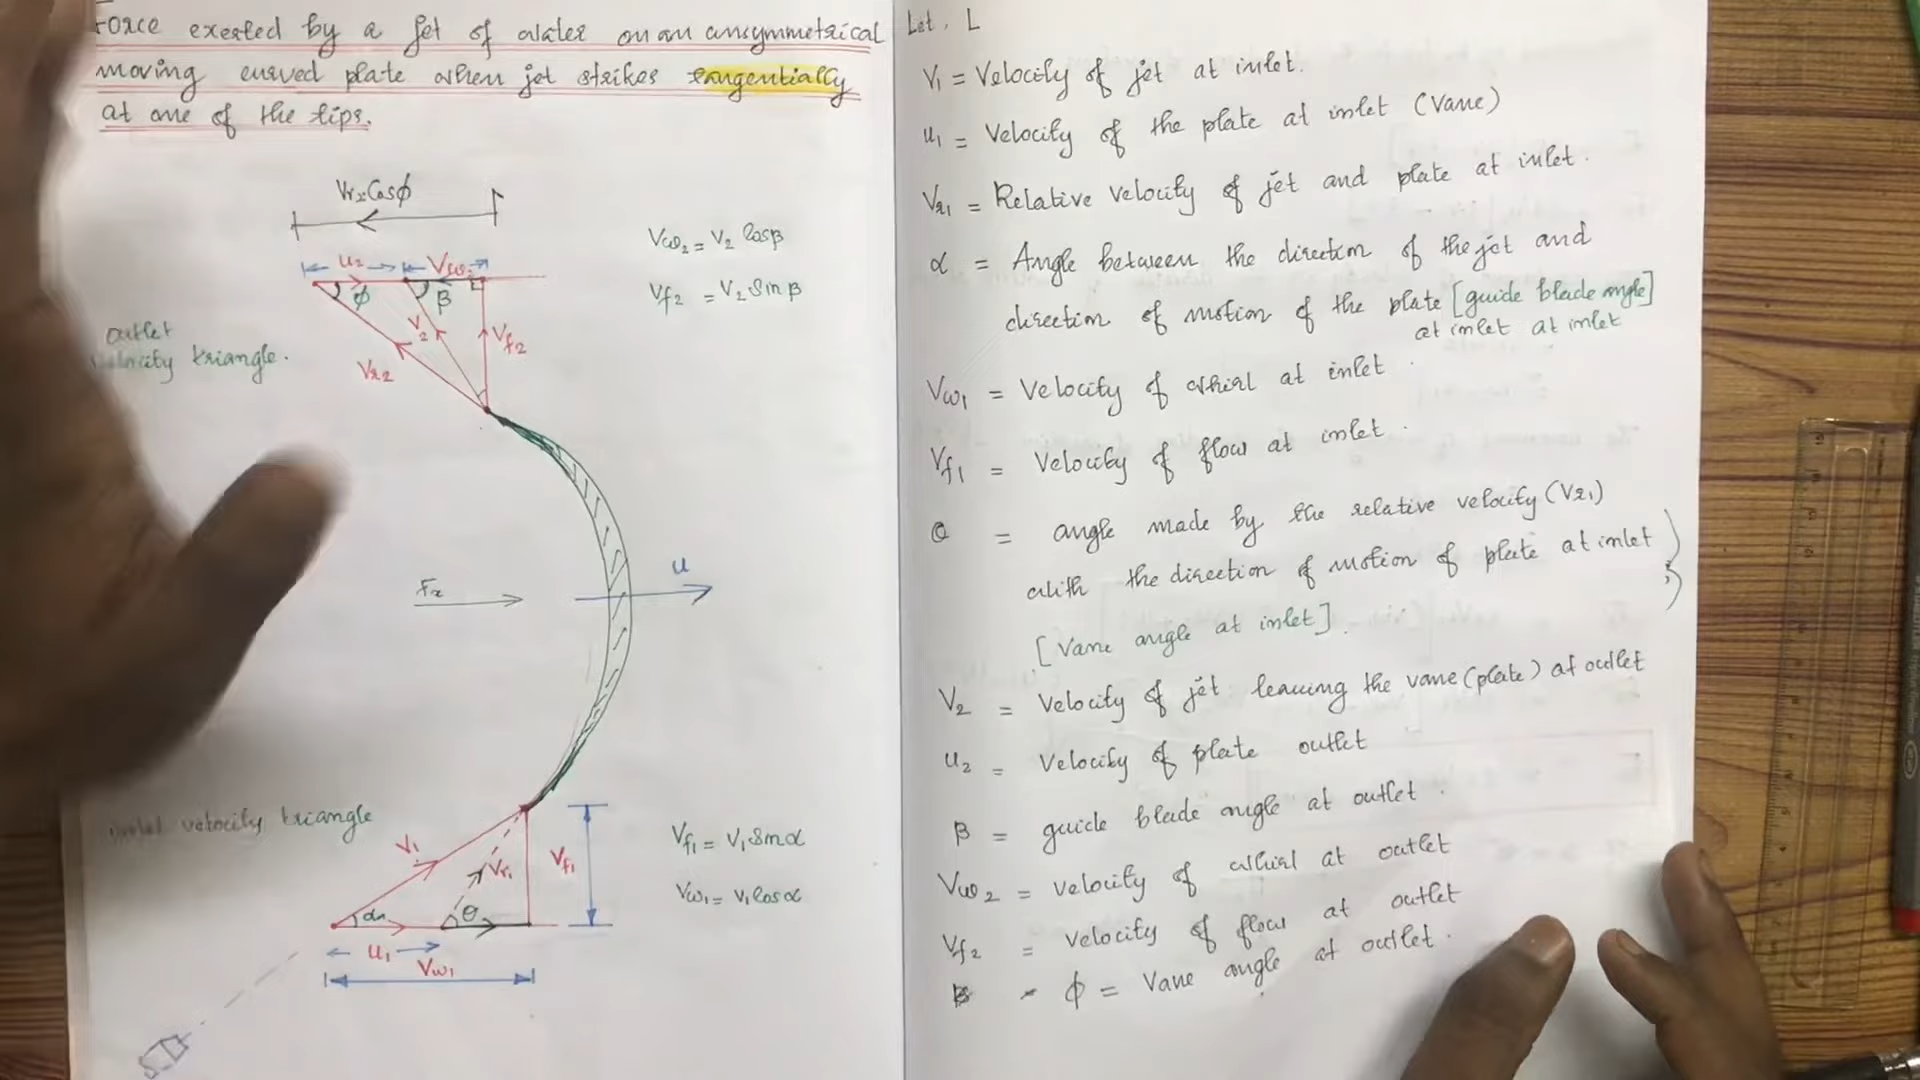 Force exerted by a Jet of water on an unsymmetrical
moving curved plate when jet strikes tangentially
at one of the tips.
Vr2 Cosϕ
u2 Vw2
ϕ β
V2 Vf2
Vr2
outlet
velocity triangle.
Vw2 = V2 Cosβ
Vf2 = V2 Sinβ
Fx
u
inlet velocity triangle
V1
Vr1
Vf1
θ
u1
Vw1
Vf1 = V1 Sinα
Vw1 = V1 Cosα
Let, L
V1 = Velocity of jet at inlet.
u1 = Velocity of the plate at inlet (Vane)
Vr1 = Relative velocity of jet and plate at inlet.
α = Angle between the direction of the jet and
direction of motion of the plate [guide blade angle]
at inlet at inlet
Vw1 = Velocity of whirl at inlet
Vf1 = Velocity of flow at inlet.
θ = angle made by the relative velocity (Vr1)
with the direction of motion of plate at inlet
[Vane angle at inlet].
V2 = Velocity of jet leaving the vane (plate) at outlet
u2 = Velocity of plate outlet
β = guide blade angle at outlet.
Vw2 = velocity of whirl at outlet
Vf2 = velocity of flow at outlet
- ϕ = Vane angle at outlet.